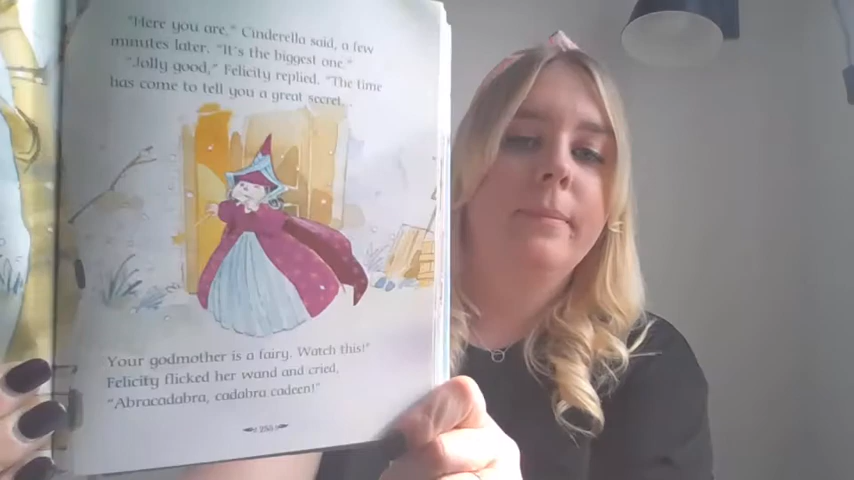 "Here you are," Cinderella said, a few
minutes later. "It's the biggest one."
"Jolly good," Felicity replied. "The time
has come to tell you a great secret.
Your godmother is a fairy. Watch this!"
Felicity flicked her wand and cried,
"Abracadabra, cadabra cadeen!"